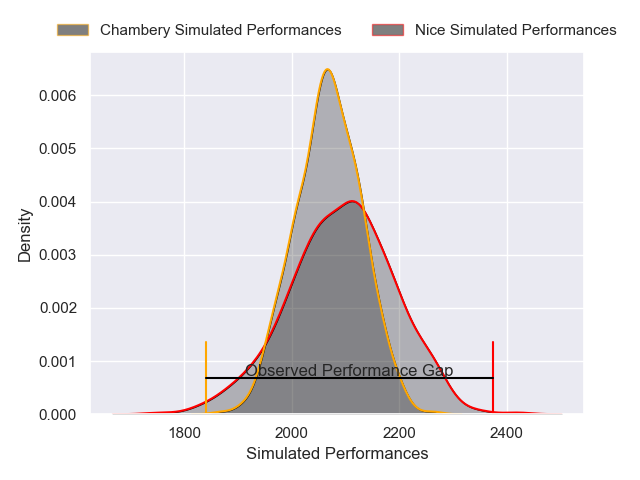 Chambery Simulated Performances Nice Simulated Performances
0.006
0.005
0.004
0.003
0.002
0.001
0.000
Density
Observed Performance Gap
1800 2000 2200 2400
Simulated Performances